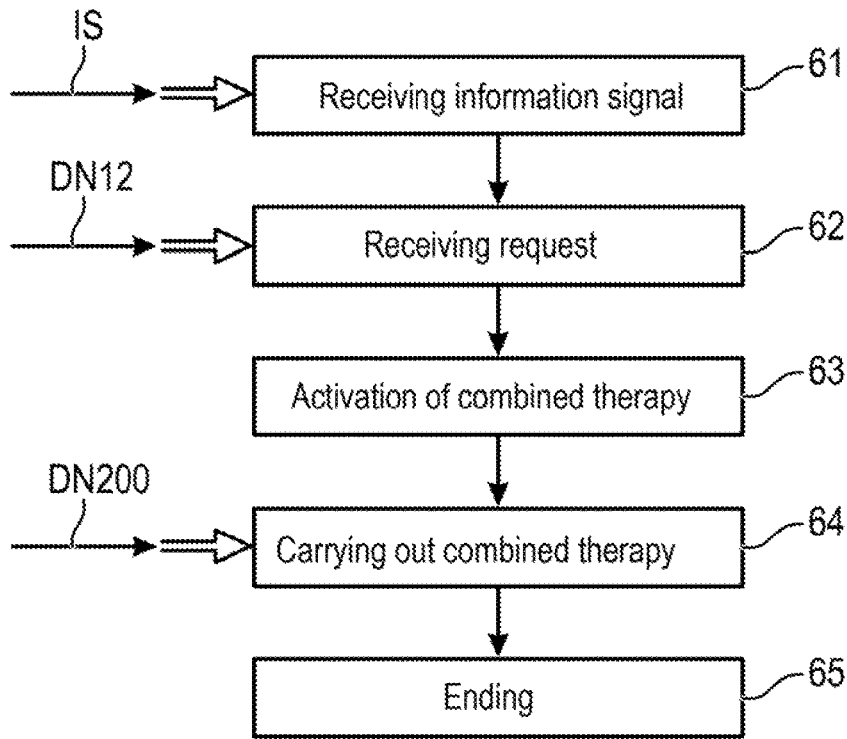 IS
61
Receiving information signal
DN12
62
Receiving request
63
Activation of combined therapy
DN200
64
Carrying out combined therapy
65
Ending